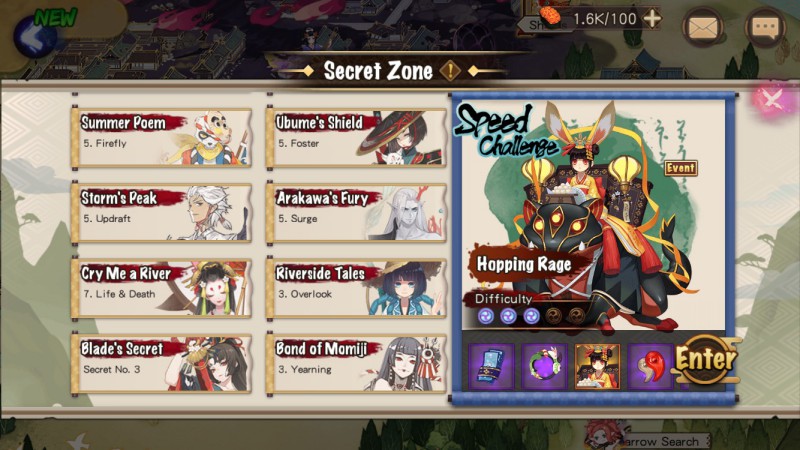 NEW
1.6K/100
Secret Zone
Summer Poem
5. Firefly
Ubume's Shield
5. Foster
Storm's Peak
5. Updraft
Arakawa's Fury
5. Surge
Cry Me a River
7. Life & Death
Riverside Tales
3. Overlook
Blade's Secret
Secret No. 3
Bond of Momiji
3. Yearning
Speed
Challenge
Event
Hopping Rage
Difficulty
Enter
arrow Search